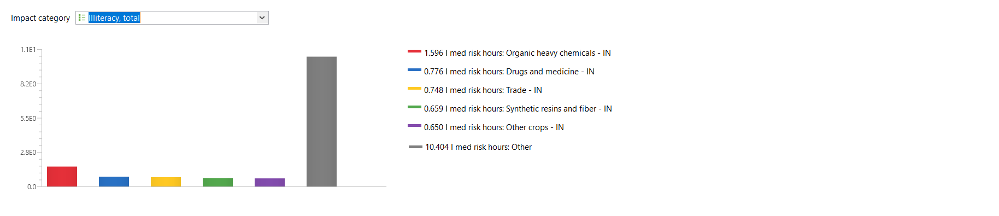 Impact category Illiteracy, total
1.1E1
8.2E0
5.5E0
2.8E0
0.0
1.596 I med risk hours: Organic heavy chemicals - IN
0.776 I med risk hours: Drugs and medicine - IN
0.748 I med risk hours: Trade - IN
0.659 I med risk hours: Synthetic resins and fiber - IN
0.650 I med risk hours: Other crops - IN
10.404 I med risk hours: Other